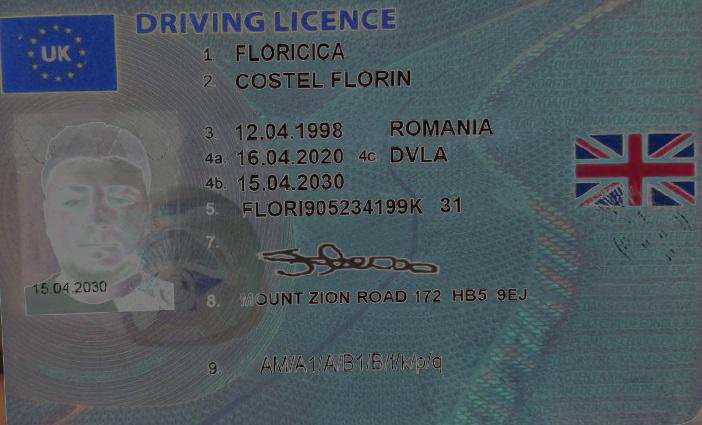 DRIVING LICENCE
UK
1. FLORICICA
2. COSTEL FLORIN
3. 12.04.1998 ROMANIA
4a. 16.04.2020 4c DVLA
4b. 15.04.2030
5. FLORI905234199K 31
7.
15.04.2030
8. MOUNT ZION ROAD 172 HB5 9EJ
9. AM/A1/A/B1/B/f/k/p/q